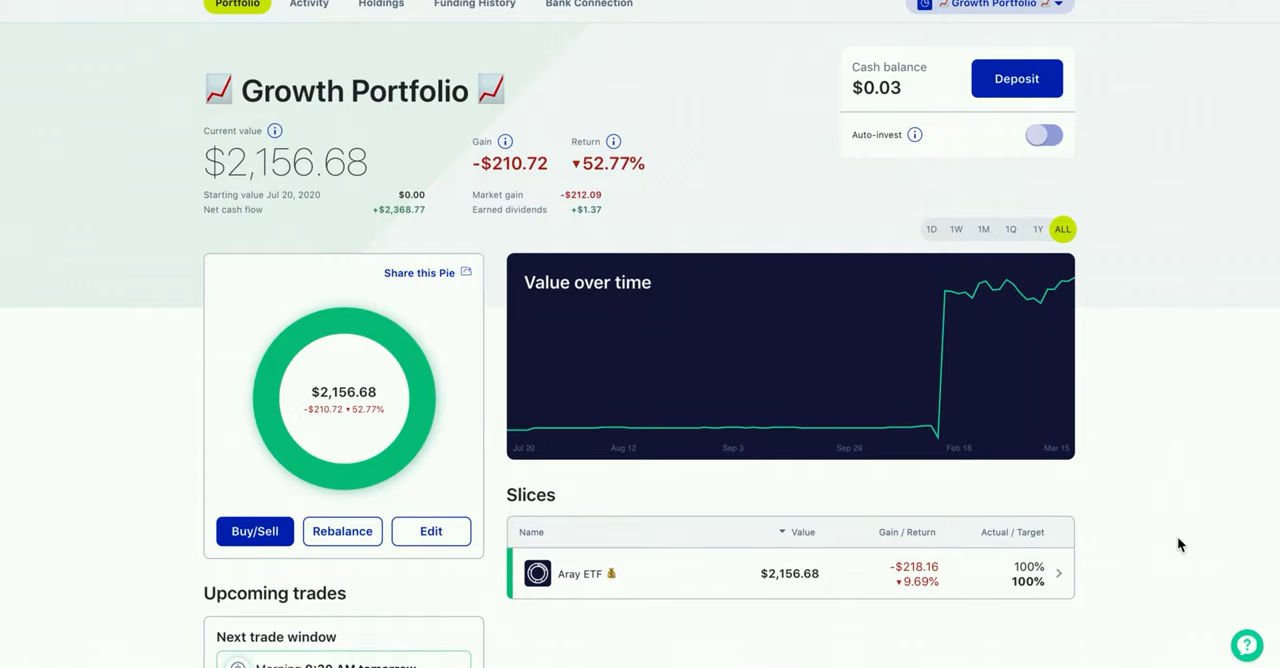 Portfolio Activity Holdings Funding History Bank Connection 📈 Growth Portfolio 📈
📈 Growth Portfolio 📈
Cash balance
$0.03
Deposit
Auto-invest
Current value
$2,156.68
Gain
-$210.72
Return
▼52.77%
Starting value Jul 20, 2020 $0.00
Net cash flow +$2,368.77
Market gain -$212.09
Earned dividends +$1.37
1D 1W 1M 1Q 1Y ALL
Share this Pie
$2,156.68
-$210.72 ▼ 52.77%
Buy/Sell Rebalance Edit
Value over time
Jul 20 Aug 12 Sep 3 Sep 29 Feb 18 Mar 15
Slices
Name ▼ Value Gain / Return Actual / Target
Aray ETF 💰 $2,156.68
-$218.16
▼9.69%
100%
100%
Upcoming trades
Next trade window
Morning 9:30 AM tomorrow
?